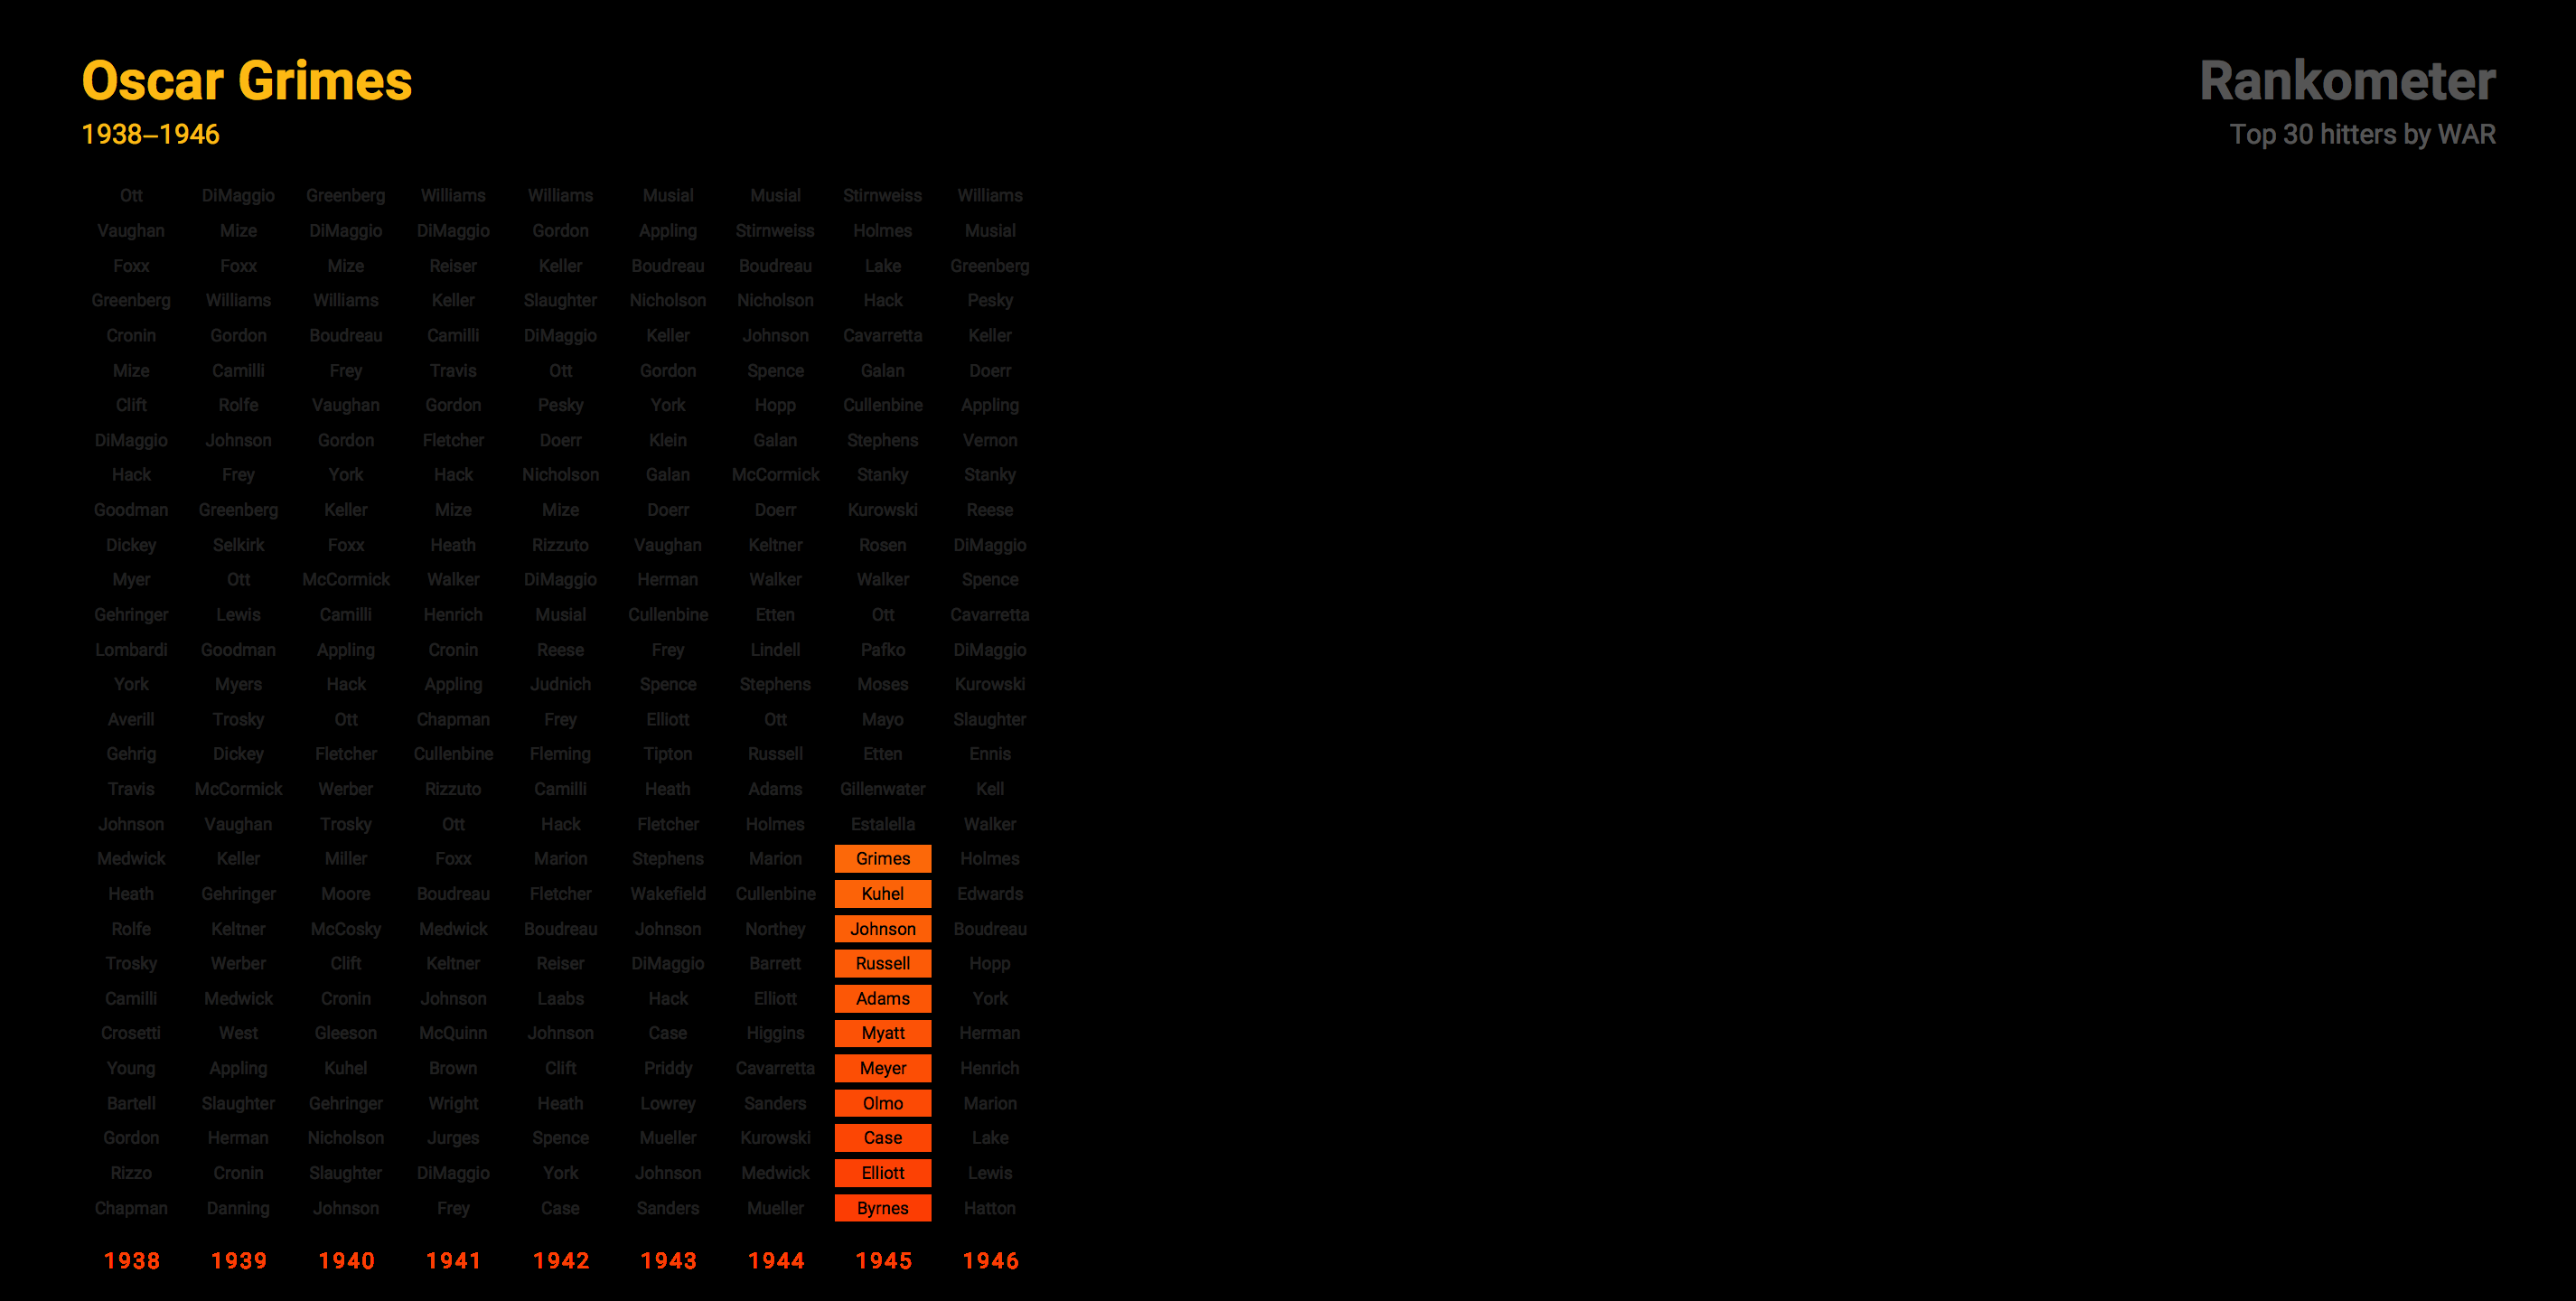 Oscar Grimes
1938–1946
Rankometer
Top 30 hitters by WAR
Ott DiMaggio Greenberg Williams Williams Musial Musial Stirnweiss Williams
Vaughan Mize DiMaggio DiMaggio Gordon Appling Stirnweiss Holmes Musial
Foxx Foxx Mize Reiser Keller Boudreau Boudreau Lake Greenberg
Greenberg Williams Williams Keller Slaughter Nicholson Nicholson Hack Pesky
Cronin Gordon Boudreau Camilli DiMaggio Keller Johnson Cavarretta Keller
Mize Camilli Frey Travis Ott Gordon Spence Galan Doerr
Clift Rolfe Vaughan Gordon Pesky York Hopp Cullenbine Appling
DiMaggio Johnson Gordon Fletcher Doerr Klein Galan Stephens Vernon
Hack Frey York Hack Nicholson Galan McCormick Stanky Stanky
Goodman Greenberg Keller Mize Mize Doerr Doerr Kurowski Reese
Dickey Selkirk Foxx Heath Rizzuto Vaughan Keltner Rosen DiMaggio
Myer Ott McCormick Walker DiMaggio Herman Walker Walker Spence
Gehringer Lewis Camilli Henrich Musial Cullenbine Etten Ott Cavarretta
Lombardi Goodman Appling Cronin Reese Frey Lindell Pafko DiMaggio
York Myers Hack Appling Judnich Spence Stephens Moses Kurowski
Averill Trosky Ott Chapman Frey Elliott Ott Mayo Slaughter
Gehrig Dickey Fletcher Cullenbine Fleming Tipton Russell Etten Ennis
Travis McCormick Werber Rizzuto Camilli Heath Adams Gillenwater Kell
Johnson Vaughan Trosky Ott Hack Fletcher Holmes Estalella Walker
Medwick Keller Miller Foxx Marion Stephens Marion Grimes Holmes
Heath Gehringer Moore Boudreau Fletcher Wakefield Cullenbine Kuhel Edwards
Rolfe Keltner McCosky Medwick Boudreau Johnson Northey Johnson Boudreau
Trosky Werber Clift Keltner Reiser DiMaggio Barrett Russell Hopp
Camilli Medwick Cronin Johnson Laabs Hack Elliott Adams York
Crosetti West Gleeson McQuinn Johnson Case Higgins Myatt Herman
Young Appling Kuhel Brown Clift Priddy Cavarretta Meyer Henrich
Bartell Slaughter Gehringer Wright Heath Lowrey Sanders Olmo Marion
Gordon Herman Nicholson Jurges Spence Mueller Kurowski Case Lake
Rizzo Cronin Slaughter DiMaggio York Johnson Medwick Elliott Lewis
Chapman Danning Johnson Frey Case Sanders Mueller Byrnes Hatton
1938 1939 1940 1941 1942 1943 1944 1945 1946